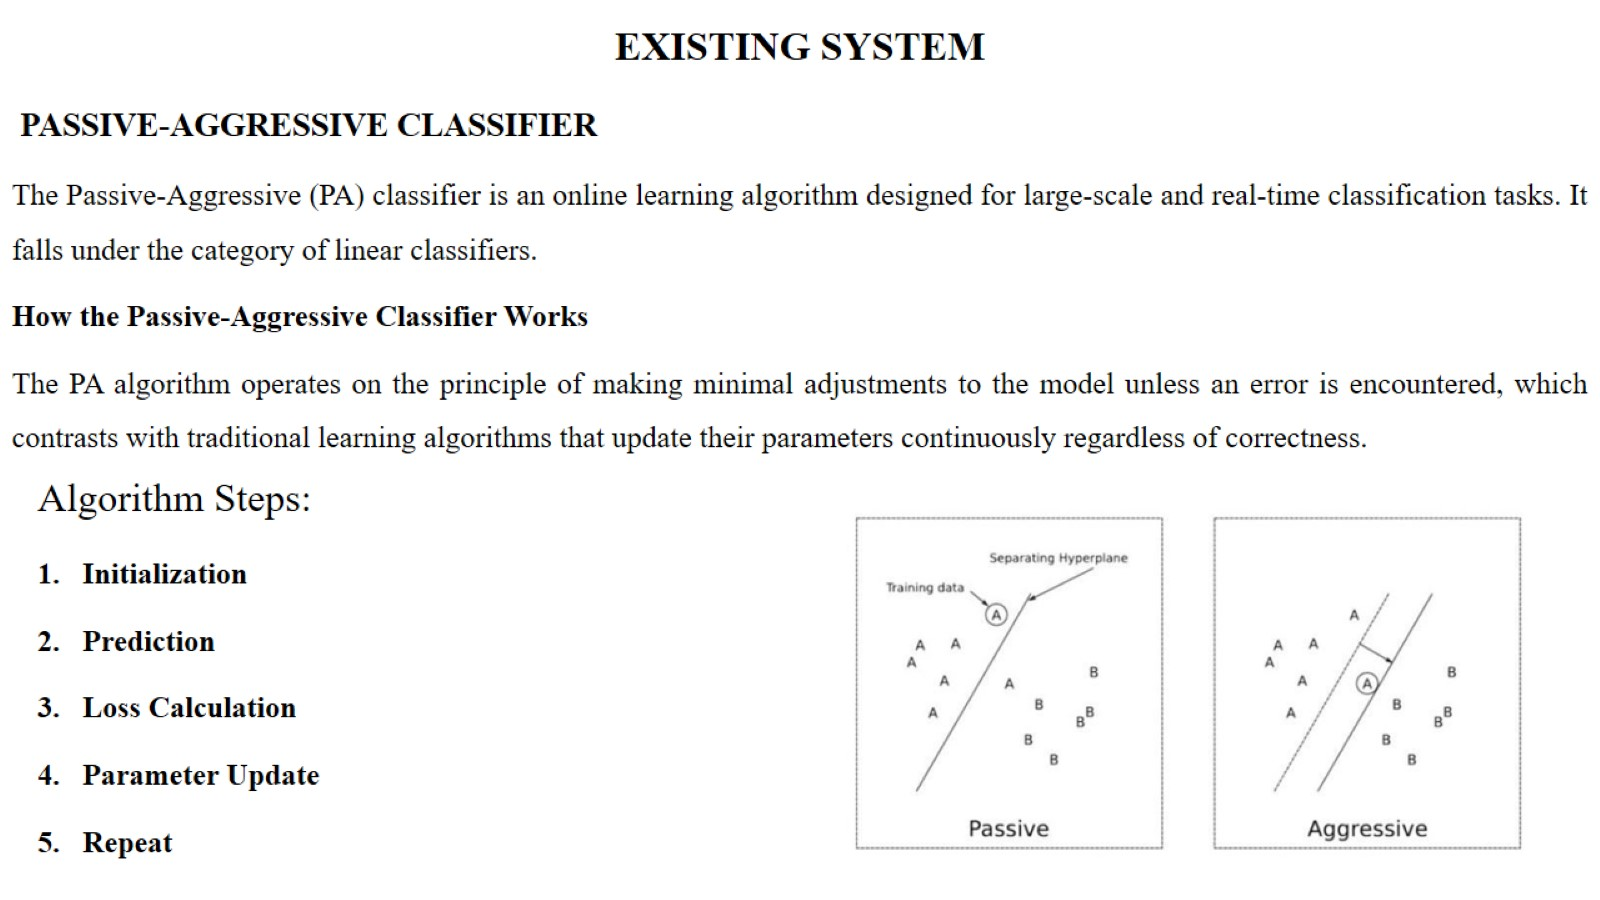 EXISTING SYSTEM
PASSIVE-AGGRESSIVE CLASSIFIER
The Passive-Aggressive (PA) classifier is an online learning algorithm designed for large-scale and real-time classification tasks. It
falls under the category of linear classifiers.
How the Passive-Aggressive Classifier Works
The PA algorithm operates on the principle of making minimal adjustments to the model unless an error is encountered, which
contrasts with traditional learning algorithms that update their parameters continuously regardless of correctness.
Algorithm Steps:
1. Initialization
2. Prediction
3. Loss Calculation
4. Parameter Update
5. Repeat
Separating Hyperplane
Training data
A
A A
A
A A B
A B B
B
B
B
Passive
A
A A
A
A A B
A B B
B
B
B
Aggressive